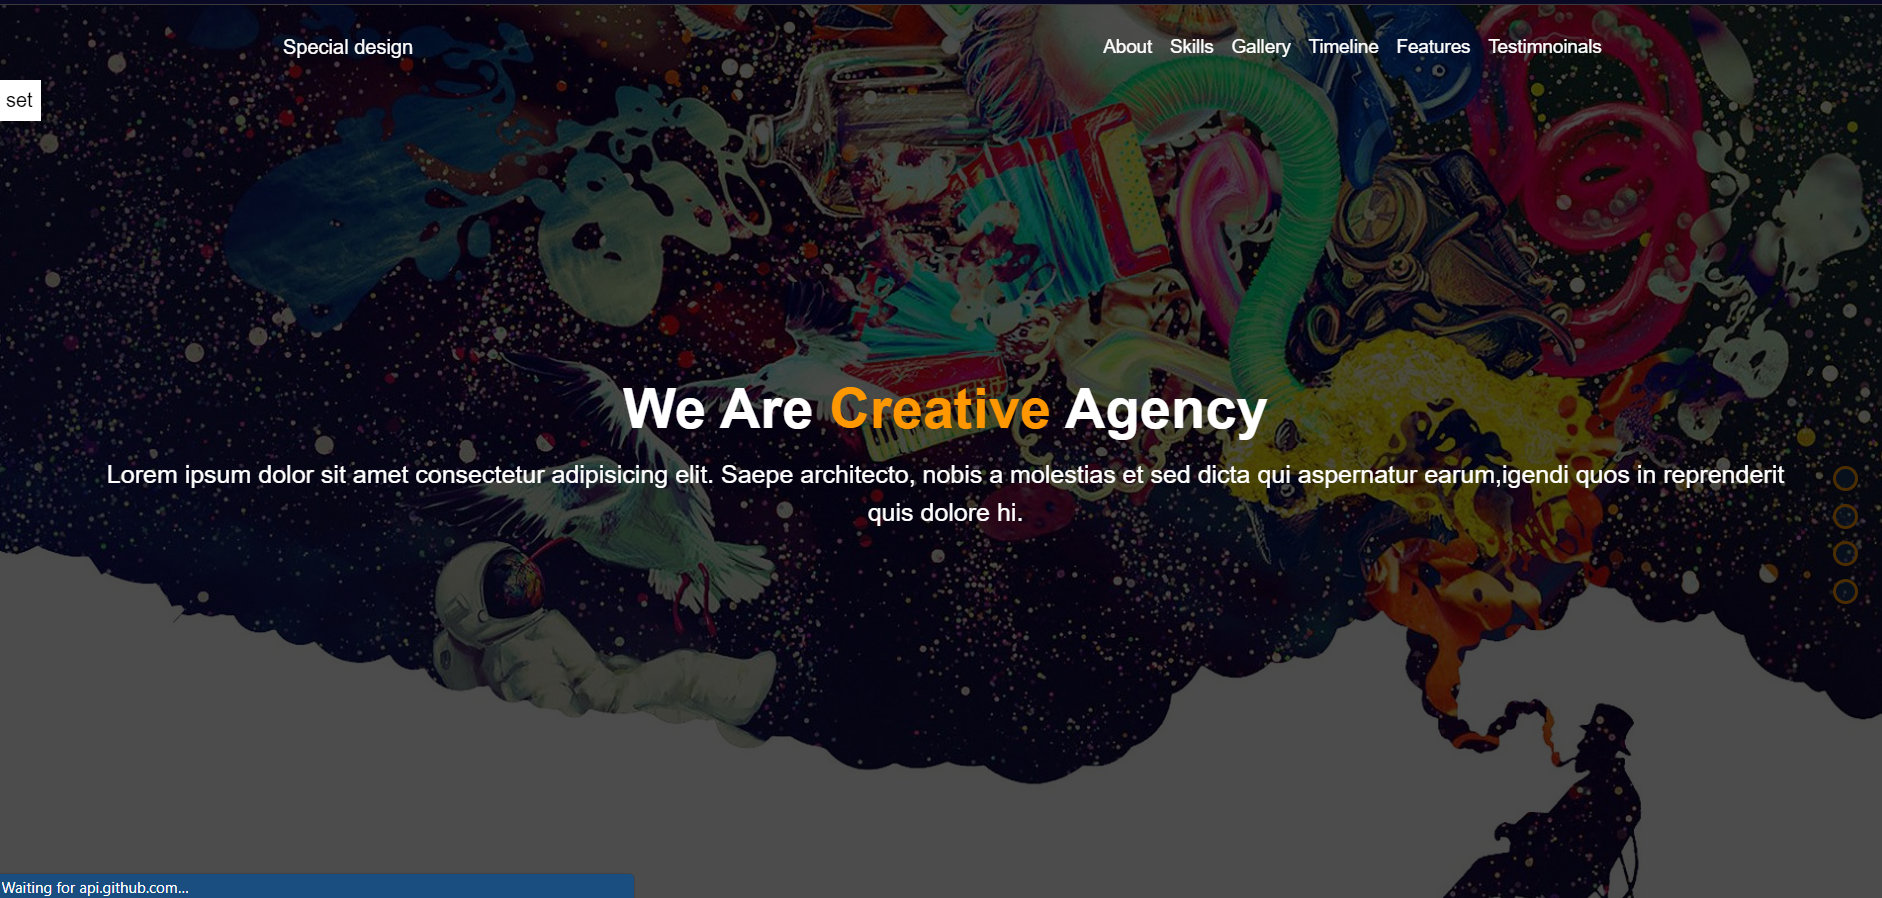 Special design
About Skills Gallery Timeline Features Testimnoinals
set
We Are Creative Agency
Lorem ipsum dolor sit amet consectetur adipisicing elit. Saepe architecto, nobis a molestias et sed dicta qui aspernatur earum,igendi quos in reprenderit
quis dolore hi.
Waiting for api.github.com...